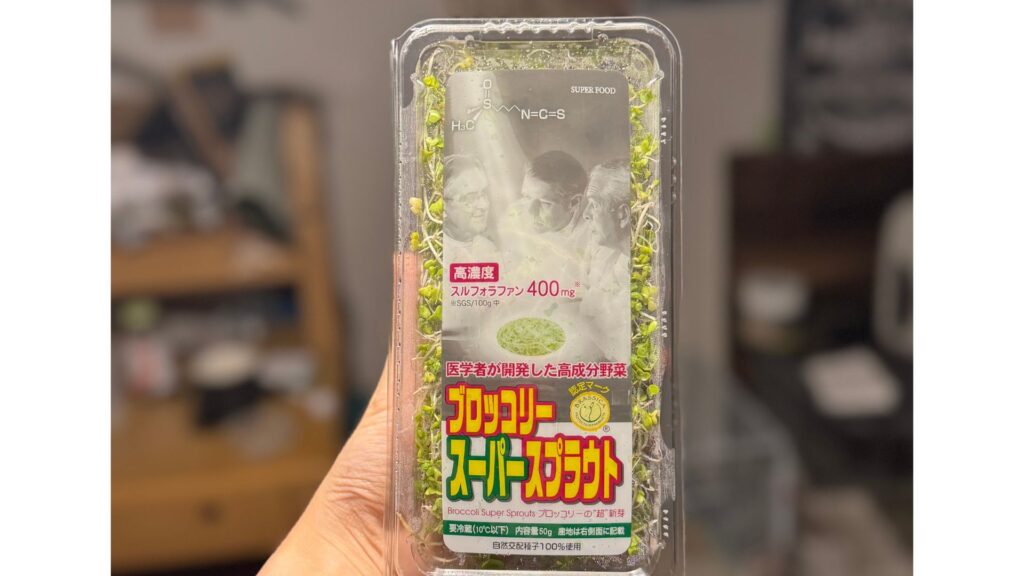 SUPER FOOD
O
S
N=C=S
H₃C
高濃度
スルフォラファン 400mg※
※SGS/100g 中
医学者が開発した高成分野菜
認定マーク
ブロッコリー
スーパースプラウト
®
Broccoli Super Sprouts ブロッコリーの"超"新芽
要冷蔵(10℃以下) 内容量50g 産地は右側面に記載
自然交配種子100%使用